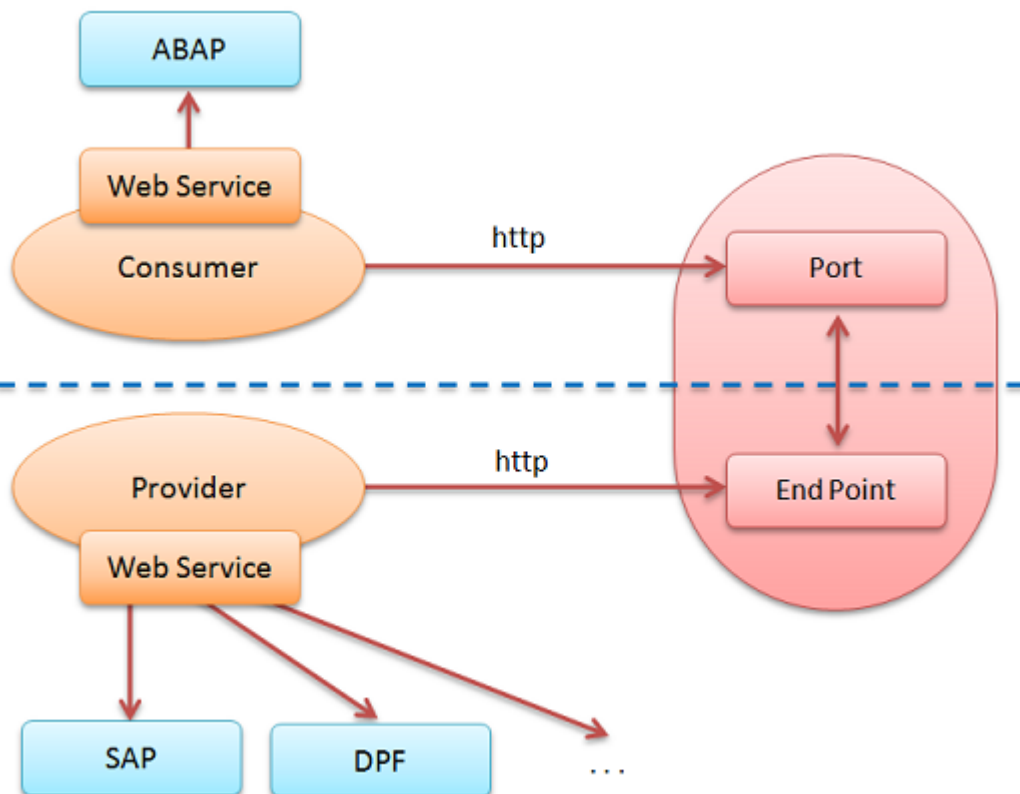 ABAP
Web Service
Consumer
http
Port
Provider
http
End Point
Web Service
SAP
DPF
...